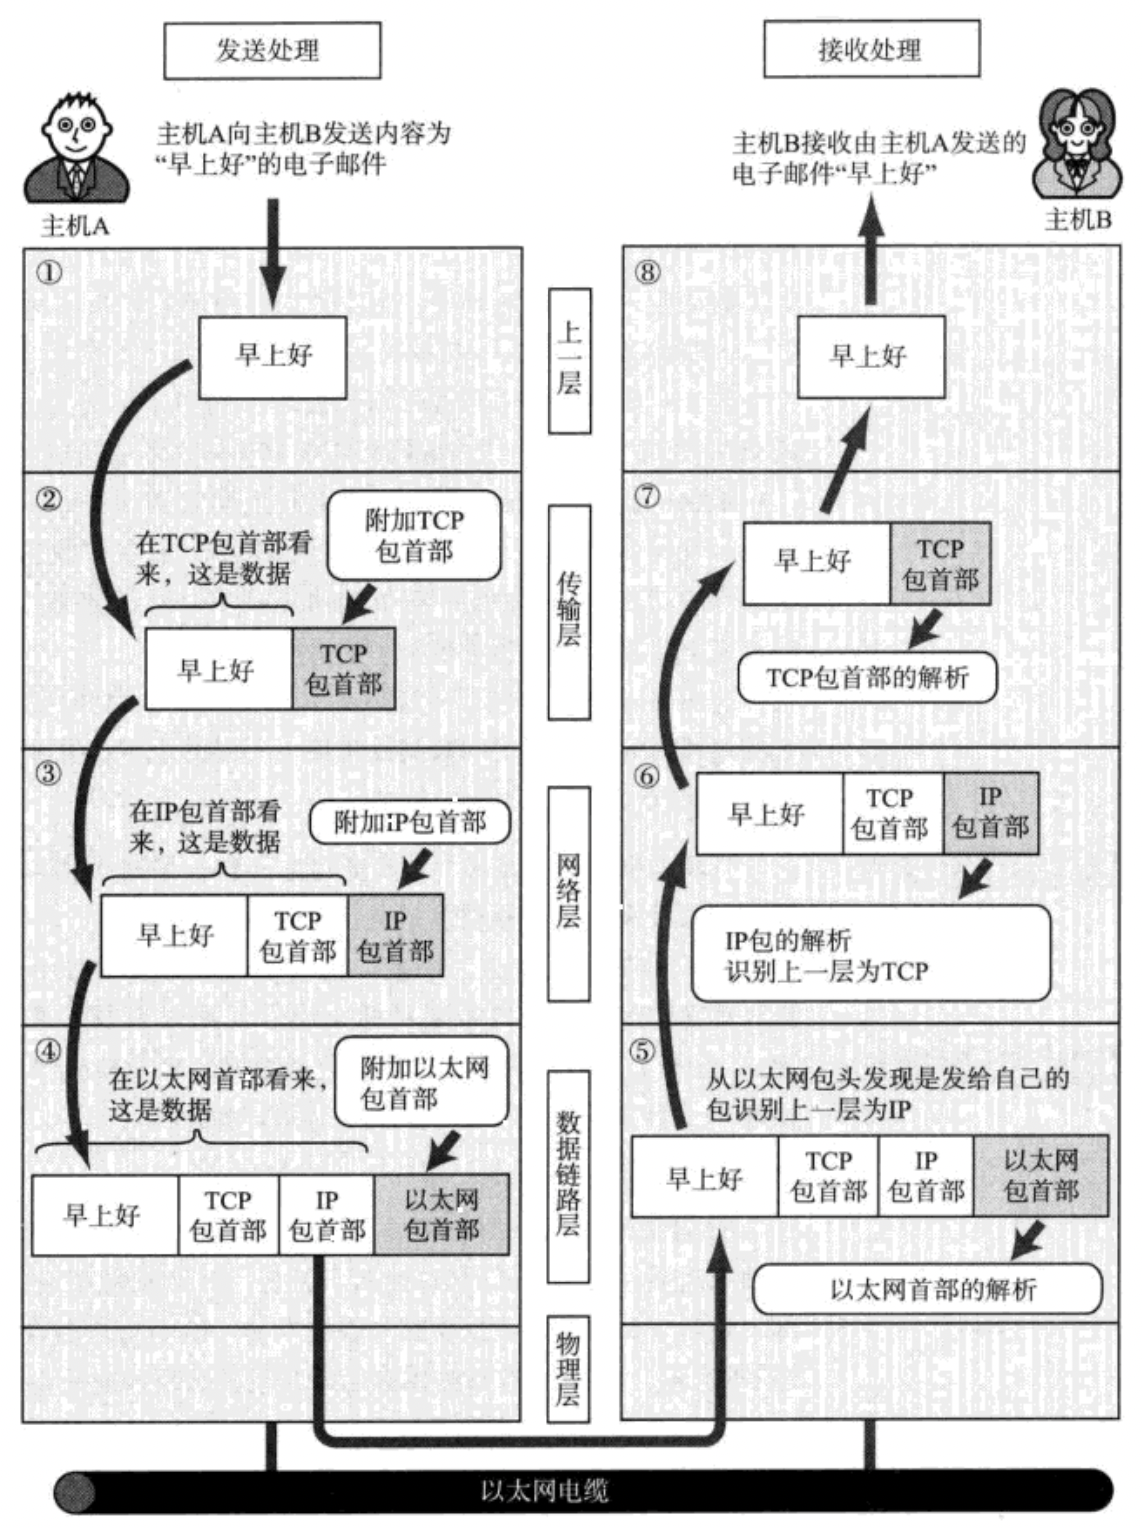 发送处理
主机A向主机B发送内容为
“早上好”的电子邮件
主机A
①
早上好
②
附加TCP
包首部
在TCP包首部看
来，这是数据
早上好
TCP
包首部
③
在IP包首部看
来，这是数据
附加IP包首部
早上好
TCP
包首部
IP
包首部
④
在以太网首部看来，
这是数据
附加以太网
包首部
早上好
TCP
包首部
IP
包首部
以太网
包首部
上一层
传输层
网络层
数据链路层
物理层
接收处理
主机B接收由主机A发送的
电子邮件“早上好”
主机B
⑧
早上好
⑦
早上好
TCP
包首部
TCP包首部的解析
⑥
早上好
TCP
包首部
IP
包首部
IP包的解析
识别上一层为TCP
⑤
从以太网包头发现是发给自己的
包识别上一层为IP
早上好
TCP
包首部
IP
包首部
以太网
包首部
以太网首部的解析
以太网电缆